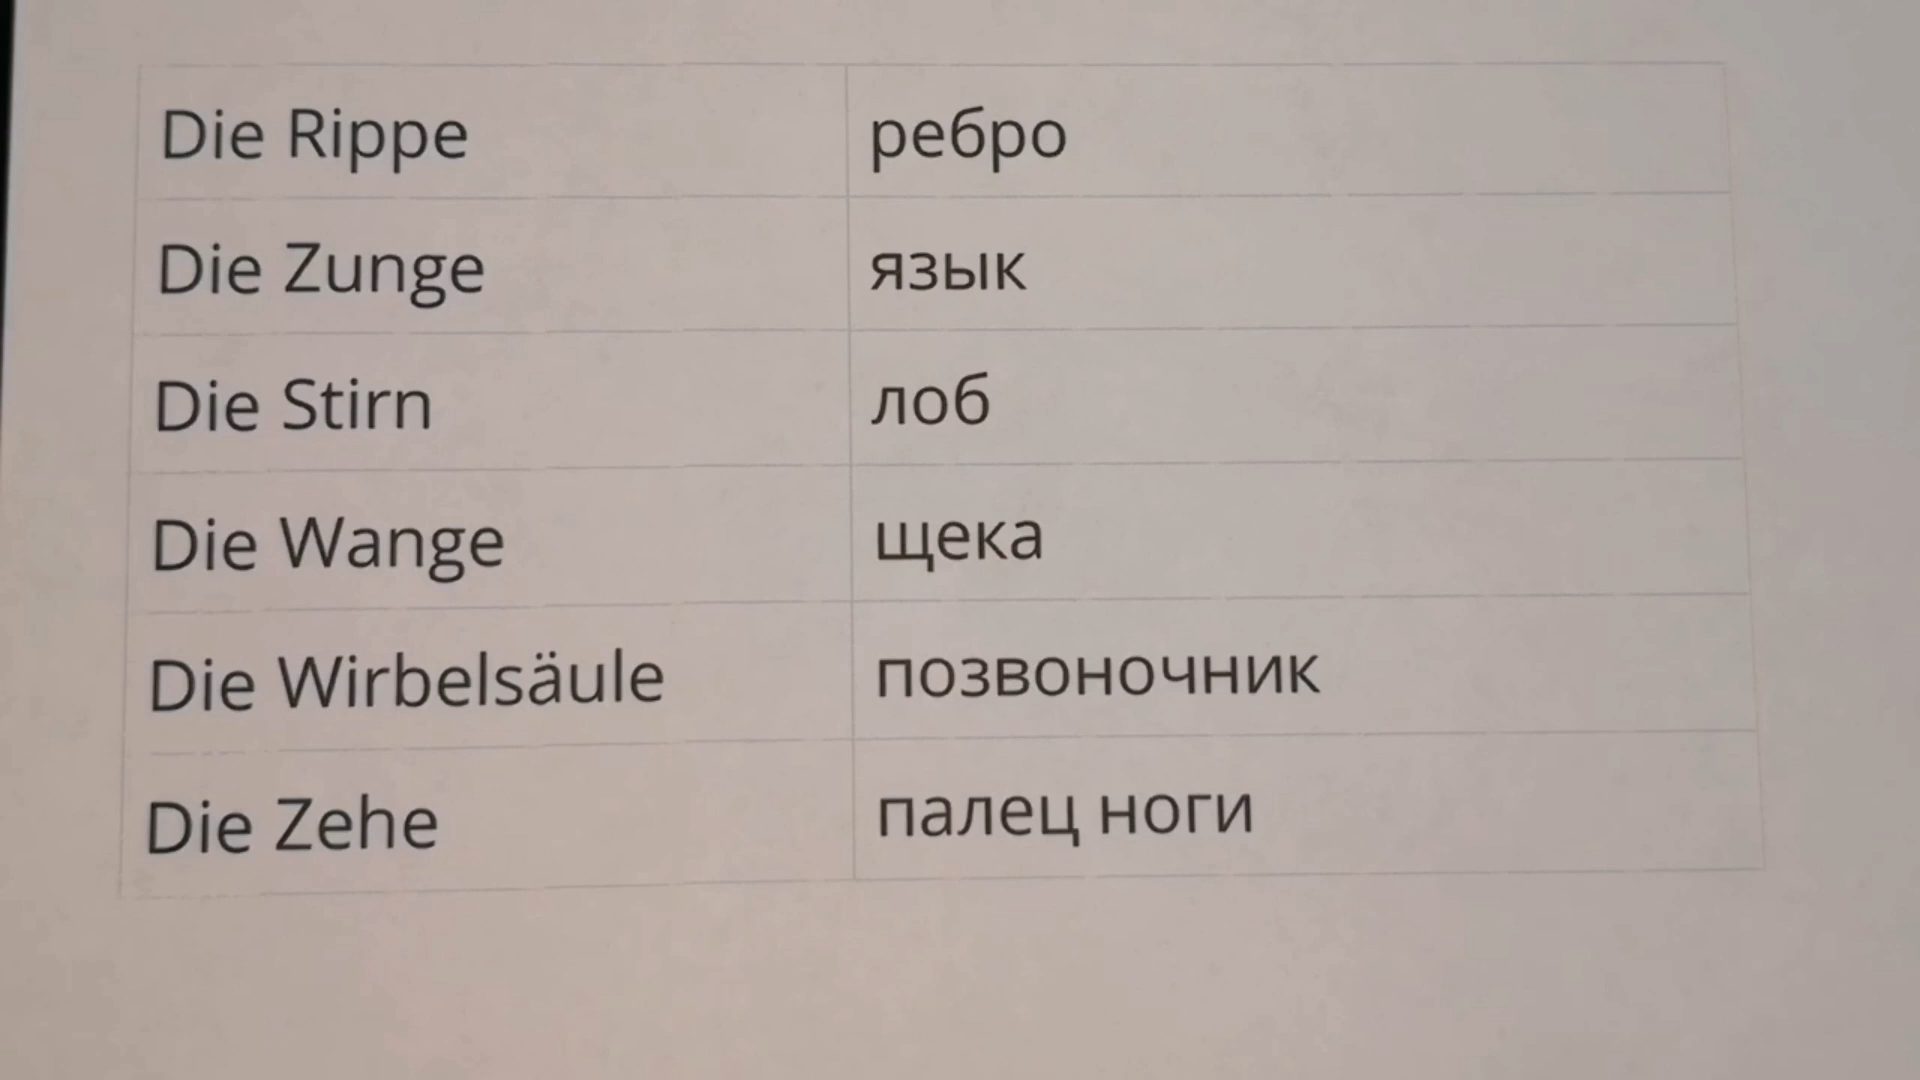 Die Rippe ребро
Die Zunge язык
Die Stirn лоб
Die Wange щека
Die Wirbelsäule позвоночник
Die Zehe палец ноги